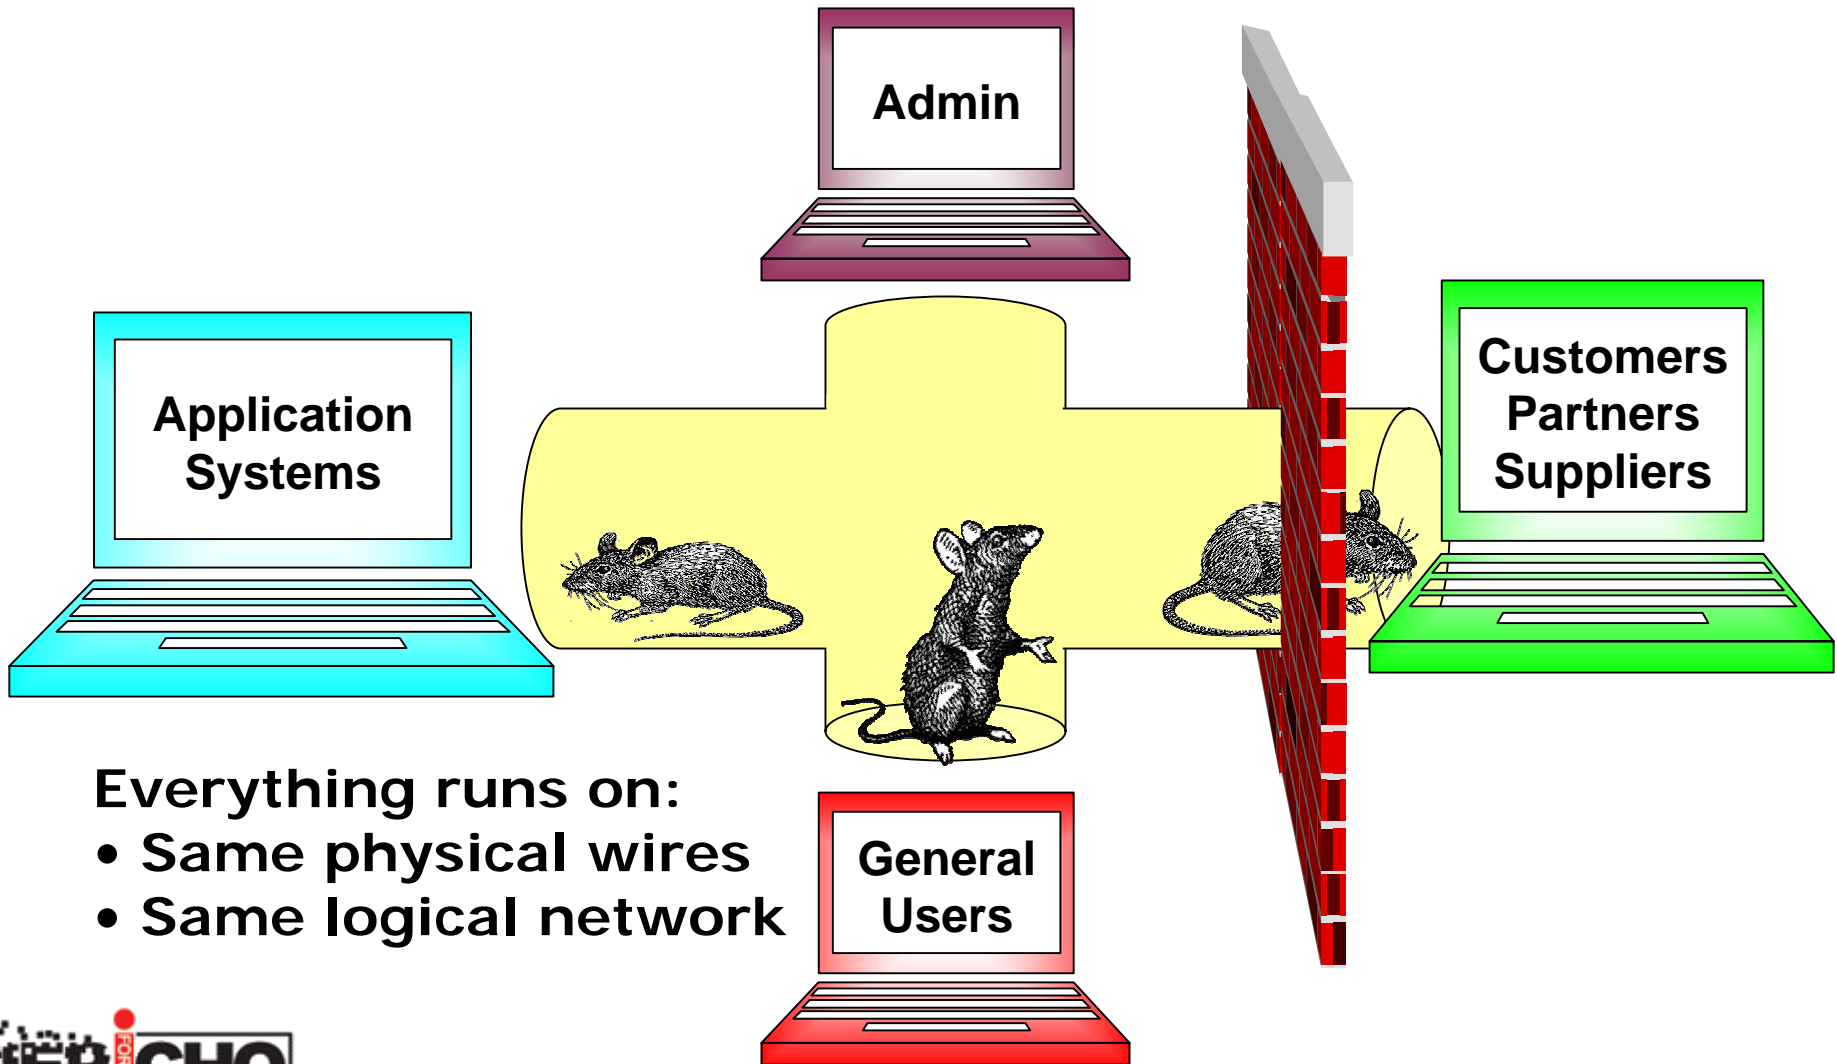 Admin
Application
Systems
Customers
Partners
Suppliers
Everything runs on:
• Same physical wires
• Same logical network
General
Users